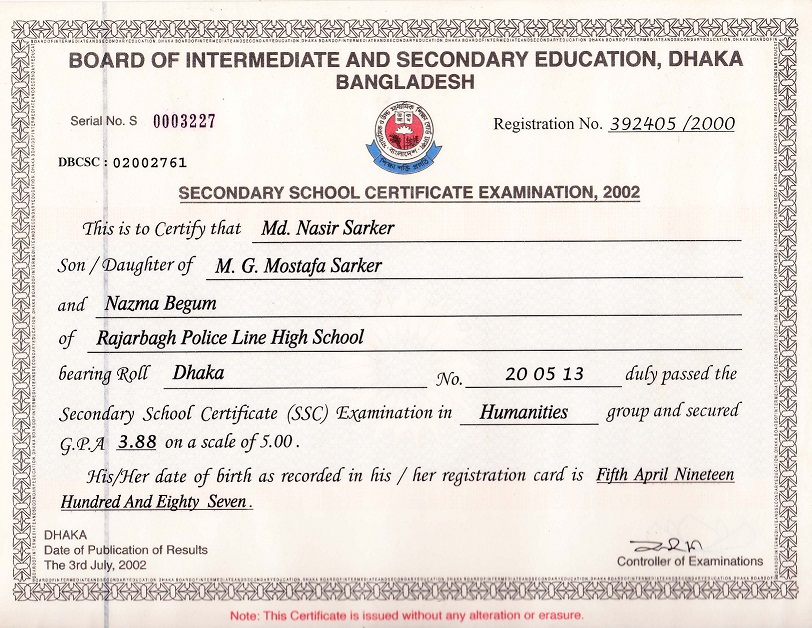 BOARD OF INTERMEDIATE AND SECONDARY EDUCATION, DHAKA
BANGLADESH
Serial No. S 0003227
Registration No. 392405 /2000
DBCSC : 02002761
SECONDARY SCHOOL CERTIFICATE EXAMINATION, 2002
This is to Certify that Md. Nasir Sarker
Son / Daughter of M. G. Mostafa Sarker
and Nazma Begum
of Rajarbagh Police Line High School
bearing Roll Dhaka No. 20 05 13 duly passed the
Secondary School Certificate (SSC) Examination in Humanities group and secured
G.P.A 3.88 on a scale of 5.00 .
His/Her date of birth as recorded in his / her registration card is Fifth April Nineteen
Hundred And Eighty Seven .
DHAKA
Date of Publication of Results
The 3rd July, 2002
Controller of Examinations
Note: This Certificate is issued without any alteration or erasure.